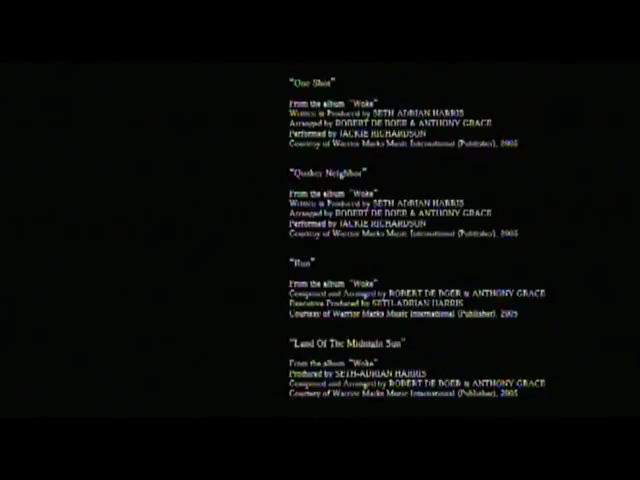 "One Shot"
From the album "Woke"
Written & Produced by SETH-ADRIAN HARRIS
Arranged by ROBERT DE BOER & ANTHONY GRACE
Performed by JACKIE RICHARDSON
Courtesy of Warrior Marks Music International (Publisher), 2005
"Quaker Neighbor"
From the album "Woke"
Written & Produced by SETH-ADRIAN HARRIS
Arranged by ROBERT DE BOER & ANTHONY GRACE
Performed by JACKIE RICHARDSON
Courtesy of Warrior Marks Music International (Publisher), 2005
"Run"
From the album "Woke"
Composed and Arranged by ROBERT DE BOER & ANTHONY GRACE
Executive Produced by SETH-ADRIAN HARRIS
Courtesy of Warrior Marks Music International (Publisher), 2005
"Land Of The Midnight Sun"
From the album "Woke"
Produced by SETH-ADRIAN HARRIS
Composed and Arranged by ROBERT DE BOER & ANTHONY GRACE
Courtesy of Warrior Marks Music International (Publisher), 2005